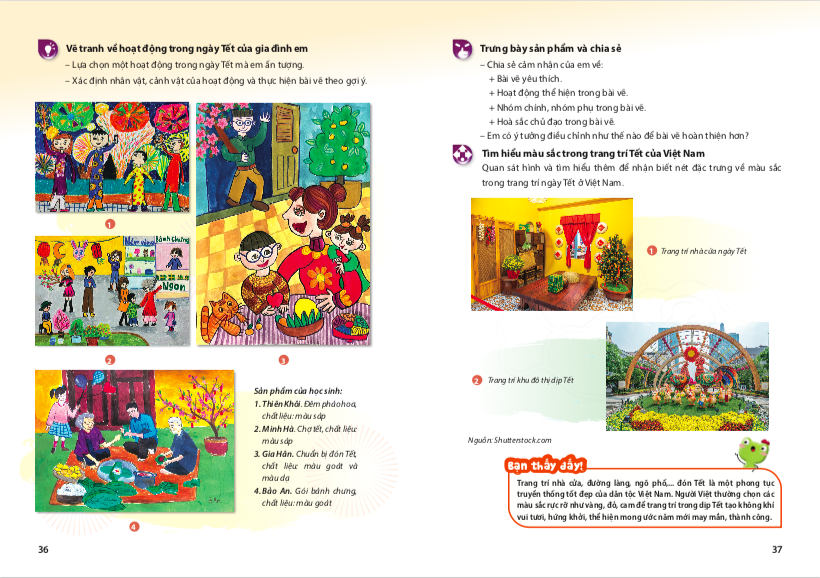 Vẽ tranh về hoạt động trong ngày Tết của gia đình em
– Lựa chọn một hoạt động trong ngày Tết mà em ấn tượng.
– Xác định nhân vật, cảnh vật của hoạt động và thực hiện bài vẽ theo gợi ý.
1
Bánh chưng
Ngon
2
3
4
Sản phẩm của học sinh:
1. Thiên Khôi. Đêm pháo hoa,
chất liệu: màu sáp
2. Minh Hà. Chợ tết, chất liệu:
màu sáp
3. Gia Hân. Chuẩn bị đón Tết,
chất liệu: màu goát và
màu dạ
4. Bảo An. Gói bánh chưng,
chất liệu: màu goát
36
Trưng bày sản phẩm và chia sẻ
– Chia sẻ cảm nhận của em về:
+ Bài vẽ yêu thích.
+ Hoạt động thể hiện trong bài vẽ.
+ Nhóm chính, nhóm phụ trong bài vẽ.
+ Hoà sắc chủ đạo trong bài vẽ.
– Em có ý tưởng điều chỉnh như thế nào để bài vẽ hoàn thiện hơn?
Tìm hiểu màu sắc trong trang trí Tết của Việt Nam
Quan sát hình và tìm hiểu thêm để nhận biết nét đặc trưng về màu sắc
trong trang trí ngày Tết ở Việt Nam.
1 Trang trí nhà cửa ngày Tết
2 Trang trí khu đô thị dịp Tết
Nguồn: Shutterstock.com
Bạn thấy đấy!
Trang trí nhà cửa, đường làng, ngõ phố,... đón Tết là một phong tục
truyền thống tốt đẹp của dân tộc Việt Nam. Người Việt thường chọn các
màu sắc rực rỡ như vàng, đỏ, cam để trang trí trong dịp Tết tạo không khí
vui tươi, hứng khởi, thể hiện mong ước năm mới may mắn, thành công.
37